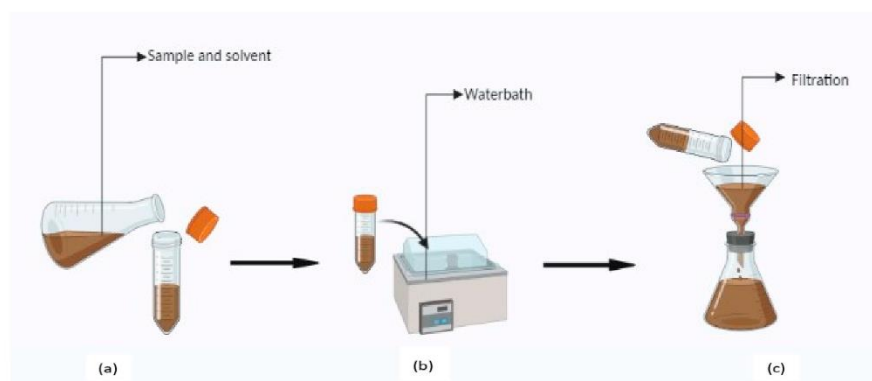 Sample and solvent
Waterbath
Filtration
(a)
(b)
(c)